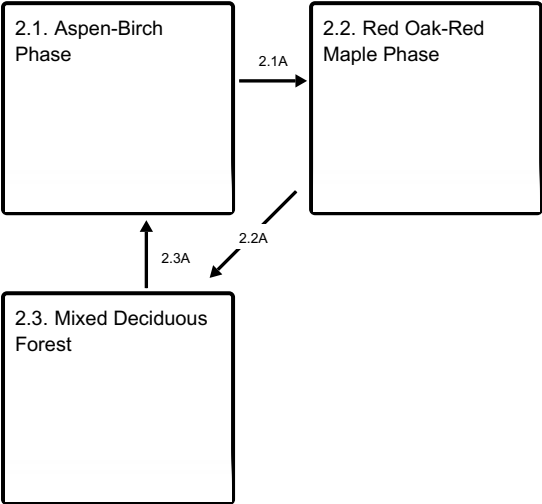 2.1. Aspen-Birch
Phase
2.1A
2.2. Red Oak-Red
Maple Phase
2.2A
2.3A
2.3. Mixed Deciduous
Forest